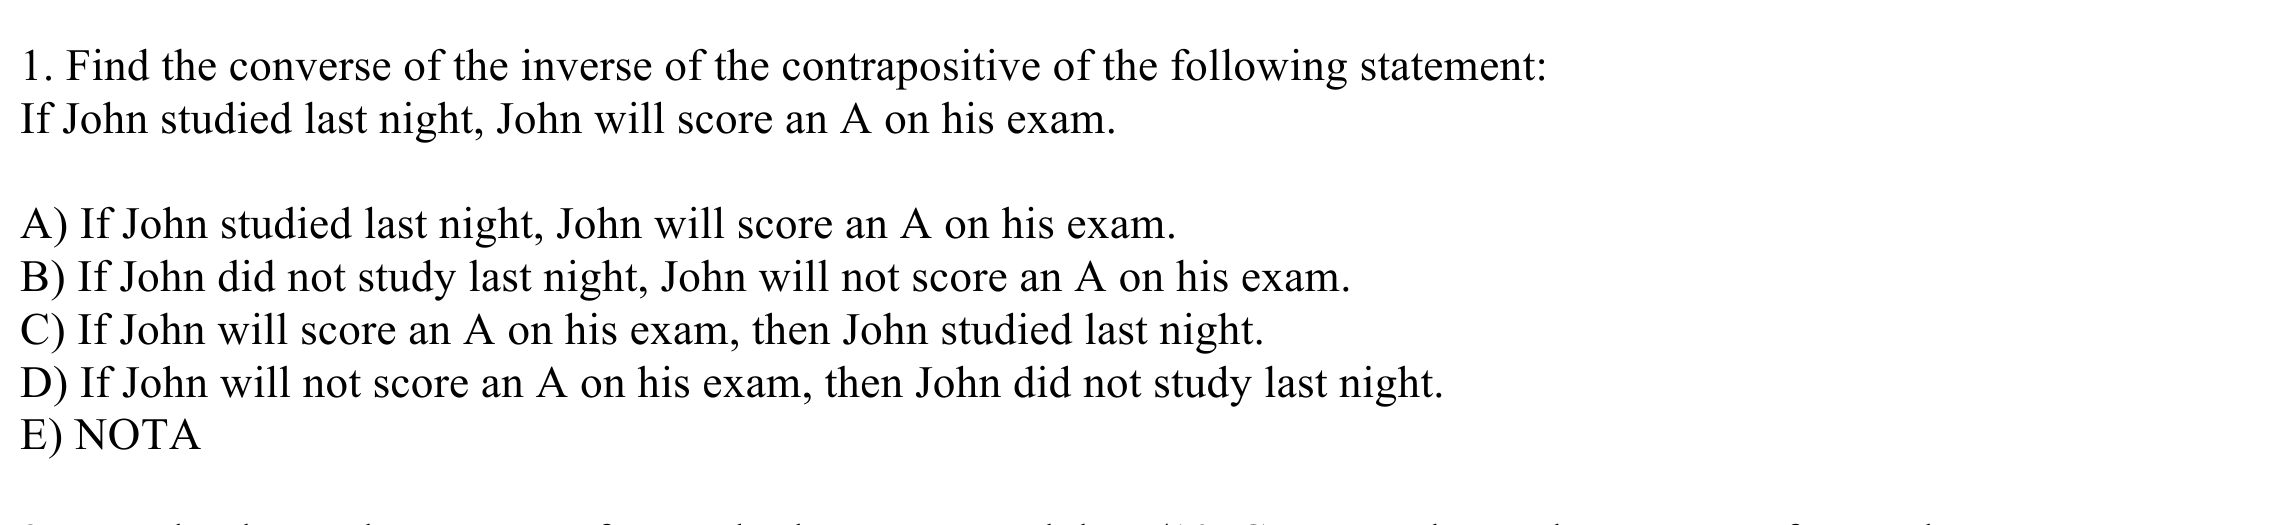 1. Find the converse of the inverse of the contrapositive of the following statement:
If John studied last night, John will score an A on his exam.
A) If John studied last night, John will score an A on his exam.
B) If John did not study last night, John will not score an A on his exam.
C) If John will score an A on his exam, then John studied last night.
D) If John will not score an A on his exam, then John did not study last night.
E) NOTA